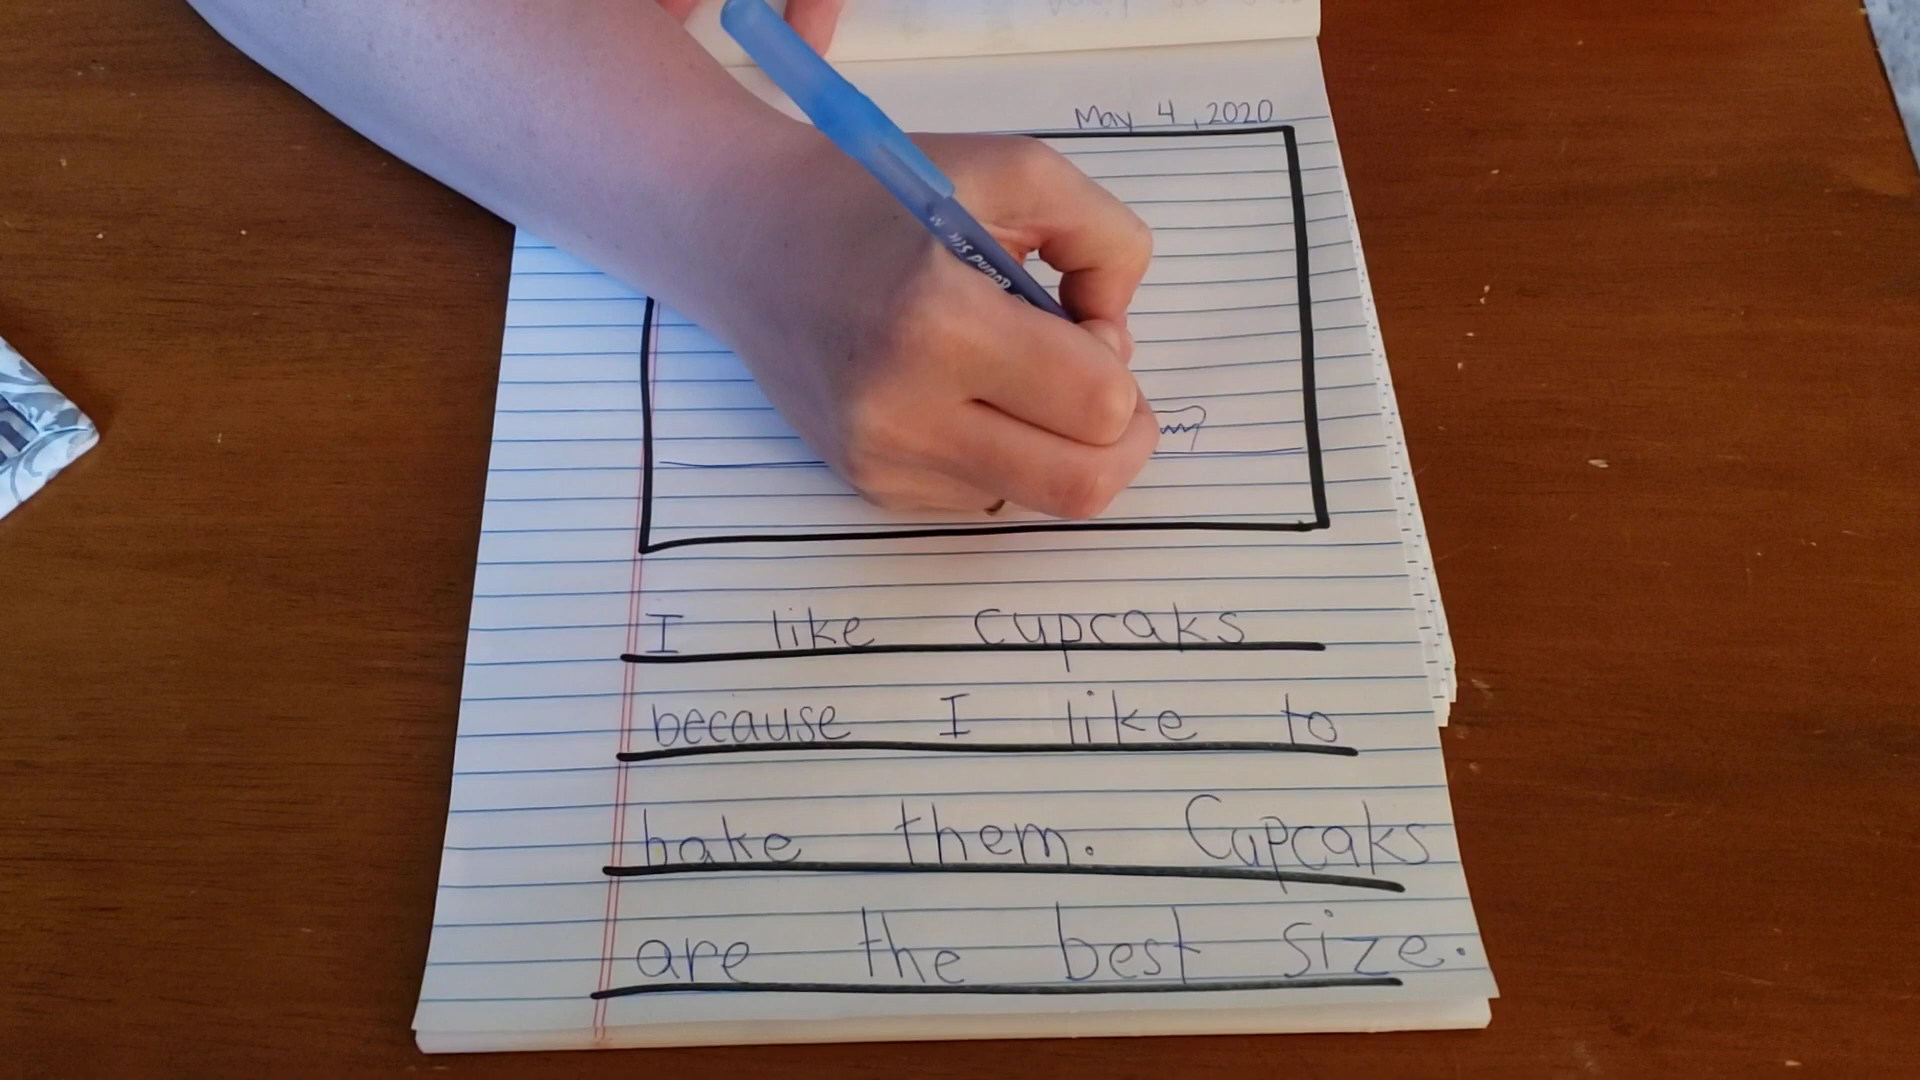 May 4, 2020
I like cupcaks
because I like to
bake them. Cupcaks
are the best size.